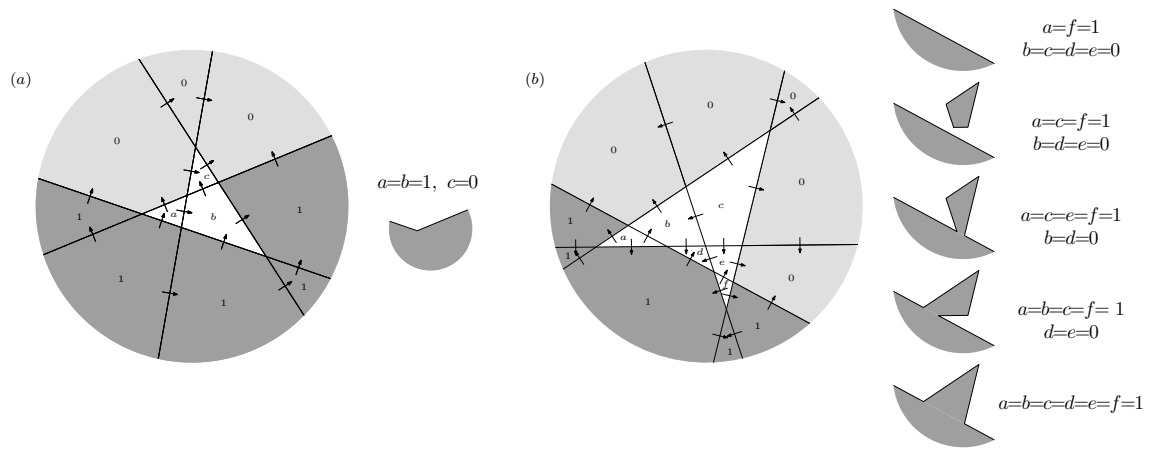 (a)
0
0
0
c
a
b
1
1
1
1
1
a=b=1, c=0
(b)
0
0
0
0
c
1
b
a
d
1
e
0
f
1
1
1
a=f=1
b=c=d=e=0
a=c=f=1
b=d=e=0
a=c=e=f=1
b=d=0
a=b=c=f= 1
d=e=0
a=b=c=d=e=f=1